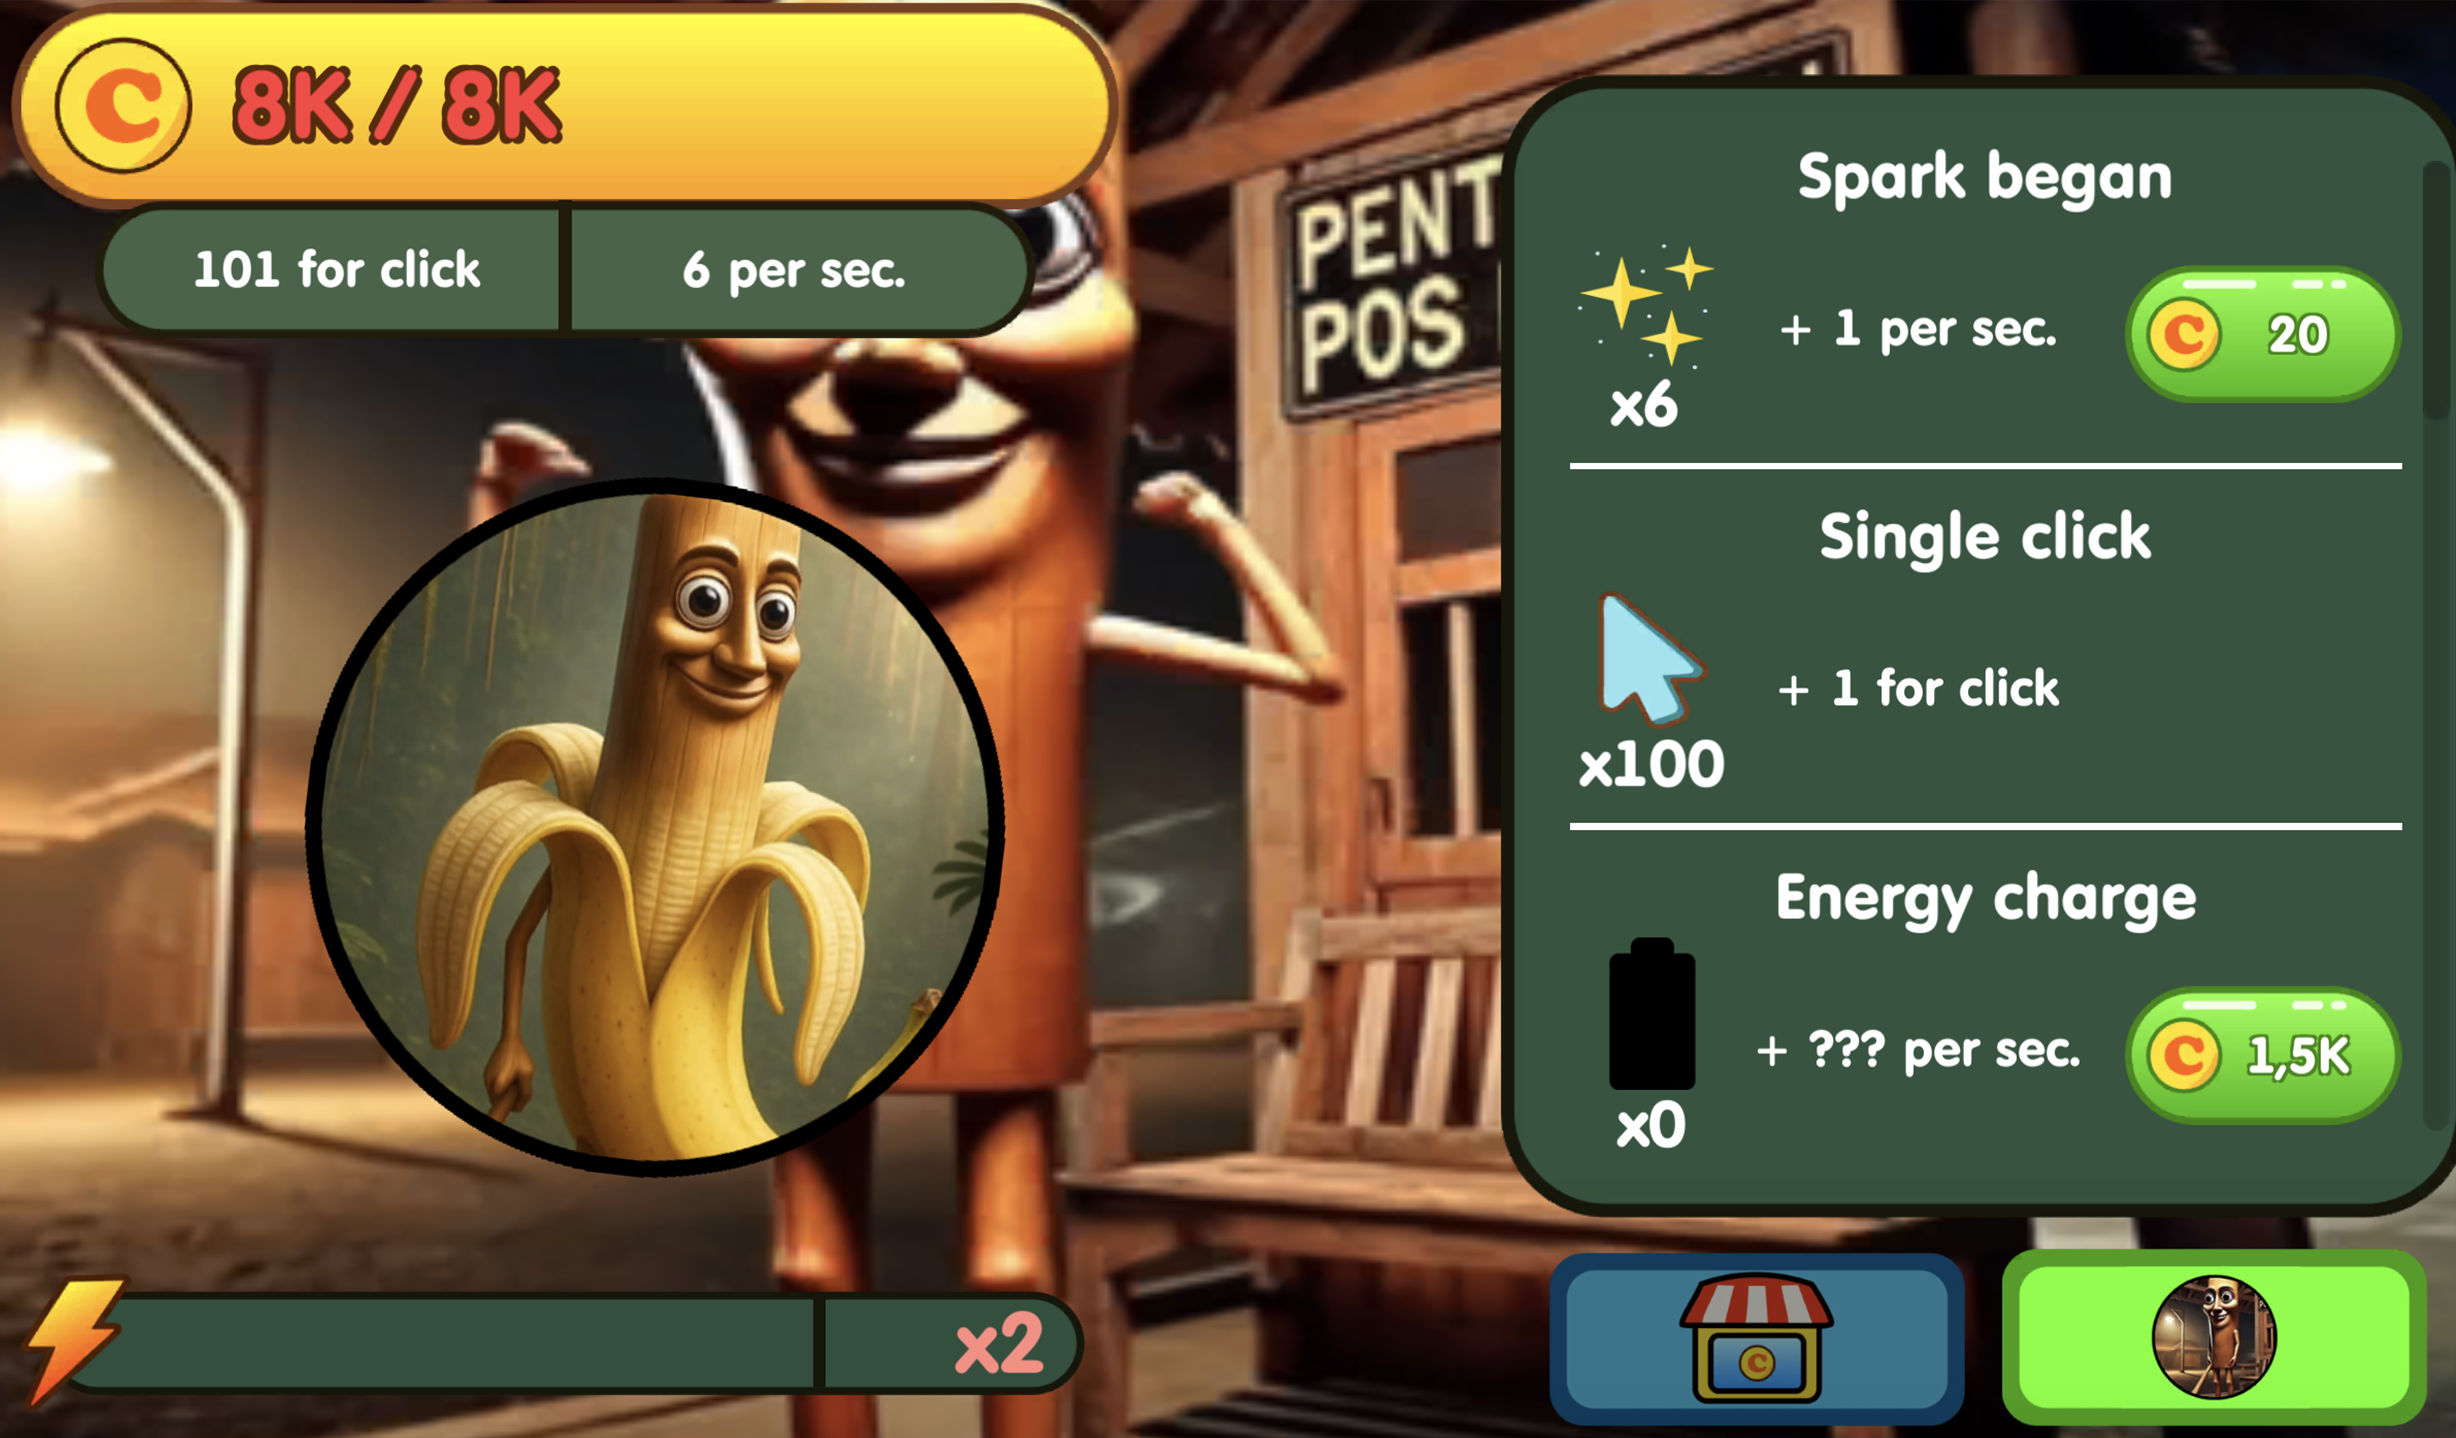 C 8K / 8K
101 for click
6 per sec.
PENT
POS
Spark began
+ 1 per sec.
C 20
x6
Single click
+ 1 for click
x100
Energy charge
+ ??? per sec.
C 1,5K
x0
x2
C